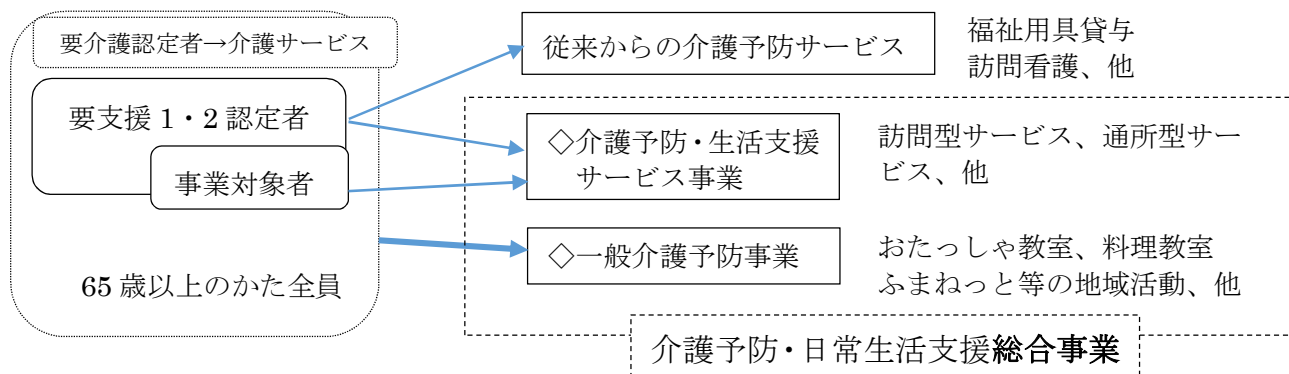 要介護認定者→介護サービス
要支援 1・2 認定者
事業対象者
65 歳以上のかた全員
従来からの介護予防サービス
福祉用具貸与
訪問看護、他
◇介護予防・生活支援
サービス事業
訪問型サービス、通所型サー
ビス、他
◇一般介護予防事業
おたっしゃ教室、料理教室
ふまねっと等の地域活動、他
介護予防・日常生活支援総合事業